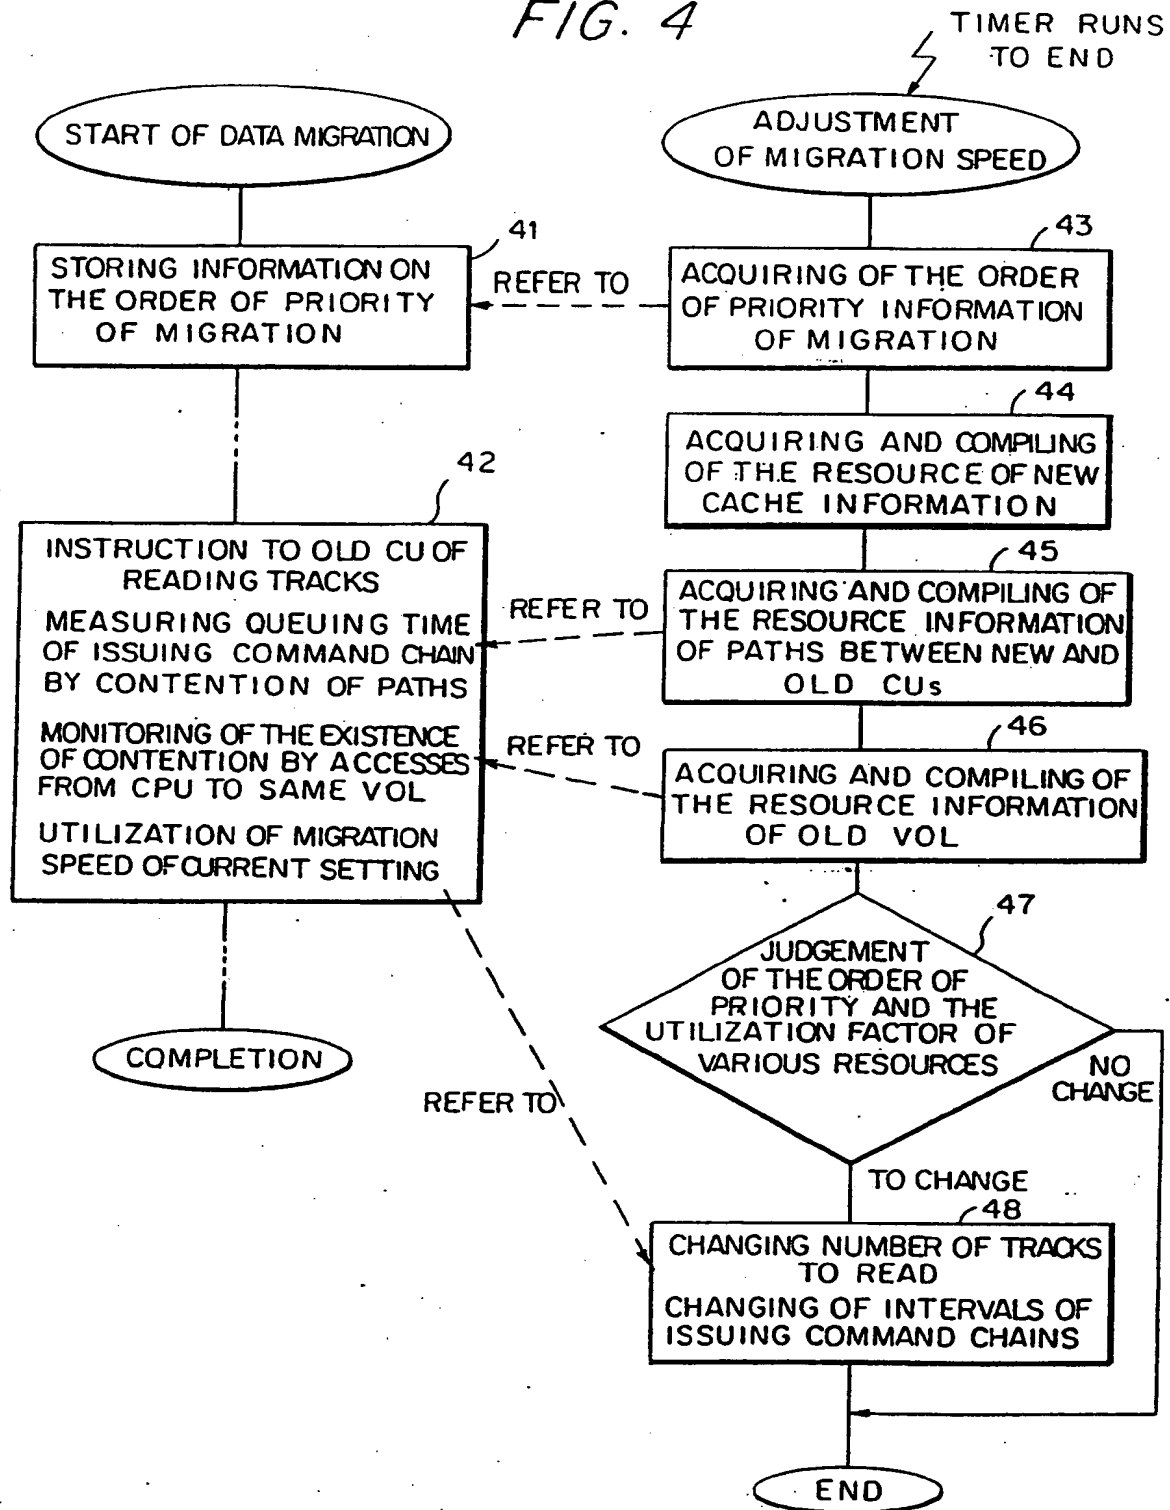 FIG. 4
TIMER RUNS
TO END
START OF DATA MIGRATION
41
STORING INFORMATION ON
THE ORDER OF PRIORITY
OF MIGRATION
42
INSTRUCTION TO OLD CU OF
READING TRACKS
MEASURING QUEUING TIME
OF ISSUING COMMAND CHAIN
BY CONTENTION OF PATHS
MONITORING OF THE EXISTENCE
OF CONTENTION BY ACCESSES
FROM CPU TO SAME VOL
UTILIZATION OF MIGRATION
SPEED OF CURRENT SETTING
COMPLETION
REFER TO
REFER TO
REFER TO
REFER TO
ADJUSTMENT
OF MIGRATION SPEED
43
ACQUIRING OF THE ORDER
OF PRIORITY INFORMATION
OF MIGRATION
44
ACQUIRING AND COMPILING
OF THE RESOURCE OF NEW
CACHE INFORMATION
45
ACQUIRING AND COMPILING OF
THE RESOURCE INFORMATION
OF PATHS BETWEEN NEW AND
OLD CUs
46
ACQUIRING AND COMPILING OF
THE RESOURCE INFORMATION
OF OLD VOL
47
JUDGEMENT
OF THE ORDER OF
PRIORITY AND THE
UTILIZATION FACTOR OF
VARIOUS RESOURCES
NO
CHANGE
TO CHANGE
48
CHANGING NUMBER OF TRACKS
TO READ
CHANGING OF INTERVALS OF
ISSUING COMMAND CHAINS
END